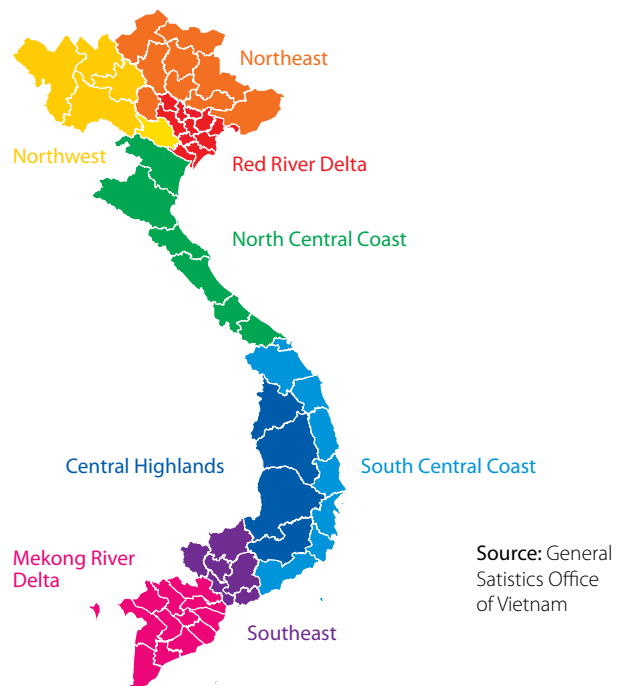 Northeast
Northwest
Red River Delta
North Central Coast
Central Highlands
South Central Coast
Mekong River
Delta
Source: General
Satistics Office
of Vietnam
Southeast